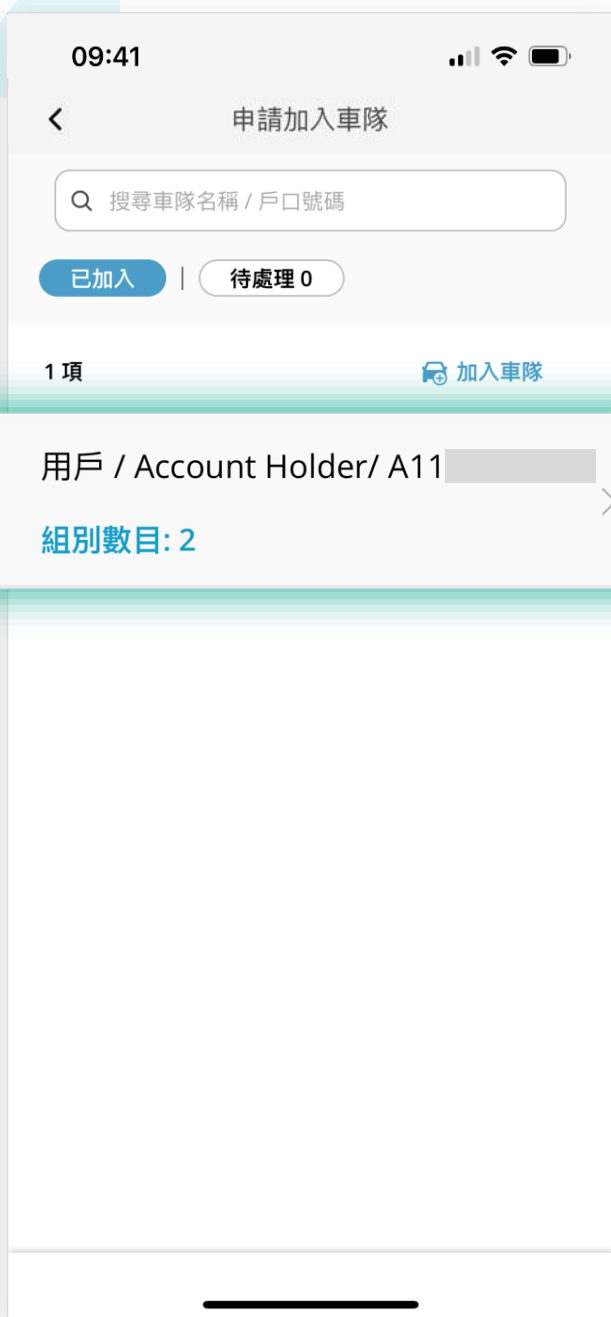 09:41
申請加入車隊
搜尋車隊名稱 / 戶口號碼
已加入 | 待處理 0
1 項 加入車隊
用戶 / Account Holder/ A11
組別數目: 2